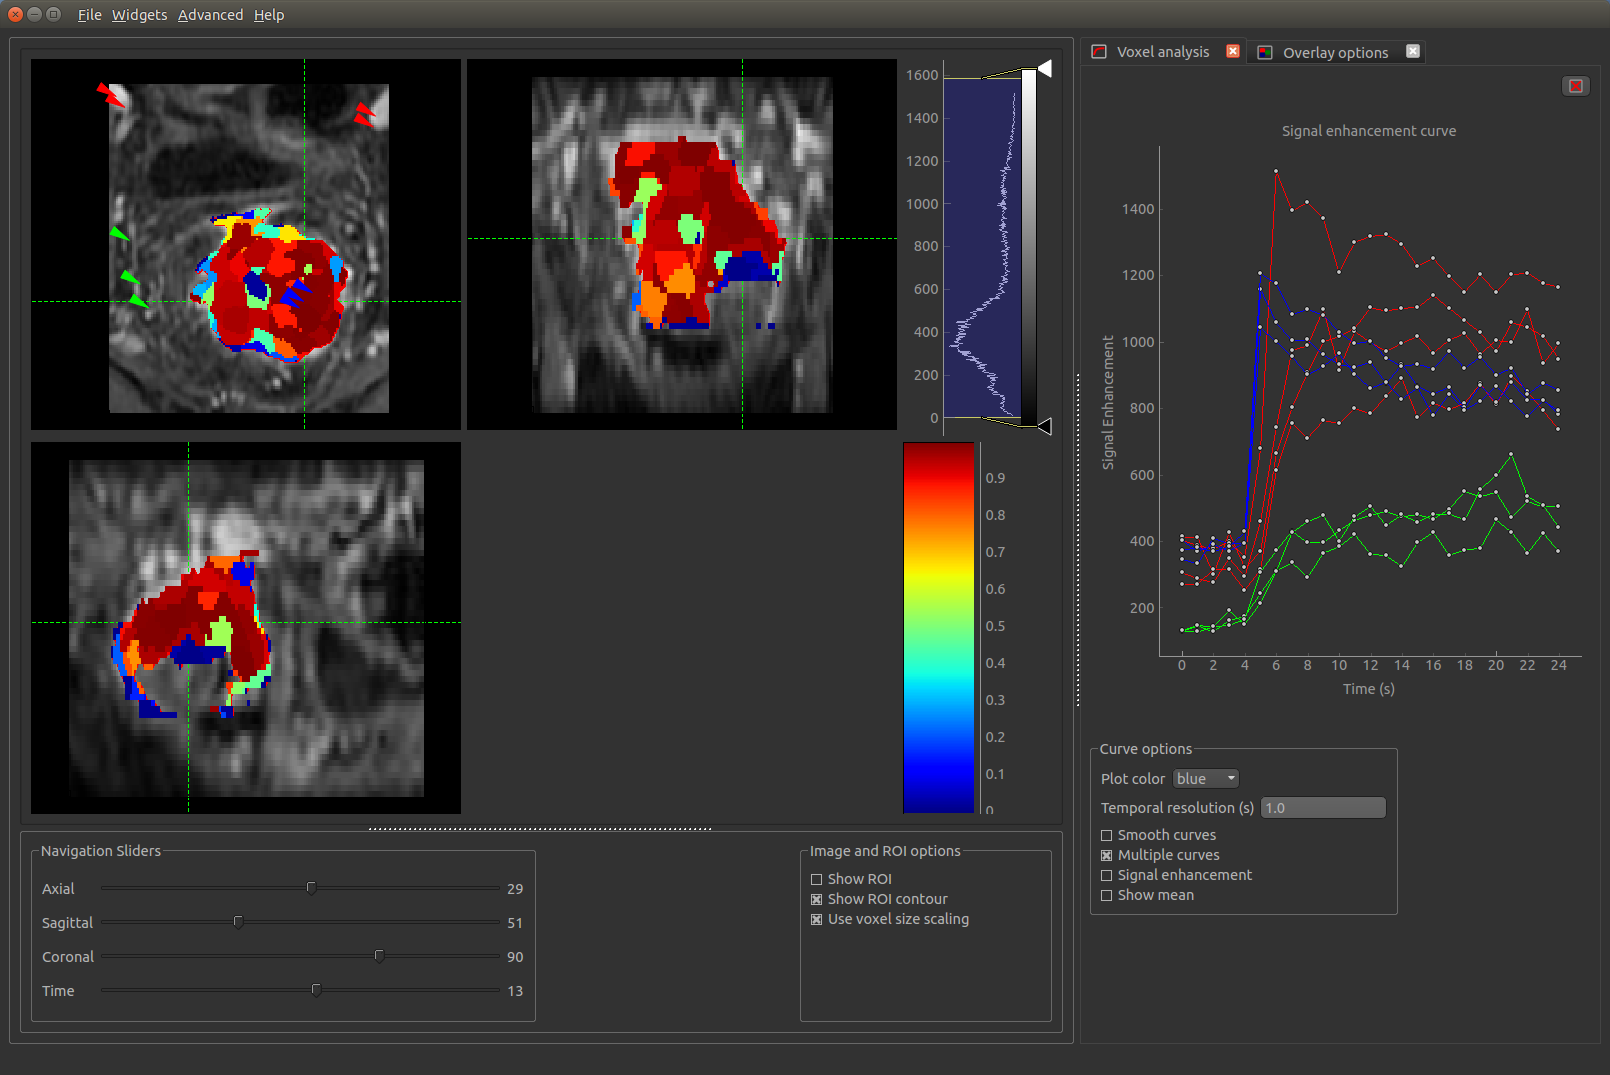 File Widgets Advanced Help
Voxel analysis
Overlay options
1600
1400
1200
1000
800
600
400
200
0
0.9
0.8
0.7
0.6
0.5
0.4
0.3
0.2
0.1
0
Signal enhancement curve
Signal Enhancement
1400
1200
1000
800
600
400
200
0 2 4 6 8 10 12 14 16 18 20 22 24
Time (s)
Curve options
Plot color blue
Temporal resolution (s) 1.0
Smooth curves
Multiple curves
Signal enhancement
Show mean
Navigation Sliders
Axial 29
Sagittal 51
Coronal 90
Time 13
Image and ROI options
Show ROI
Show ROI contour
Use voxel size scaling